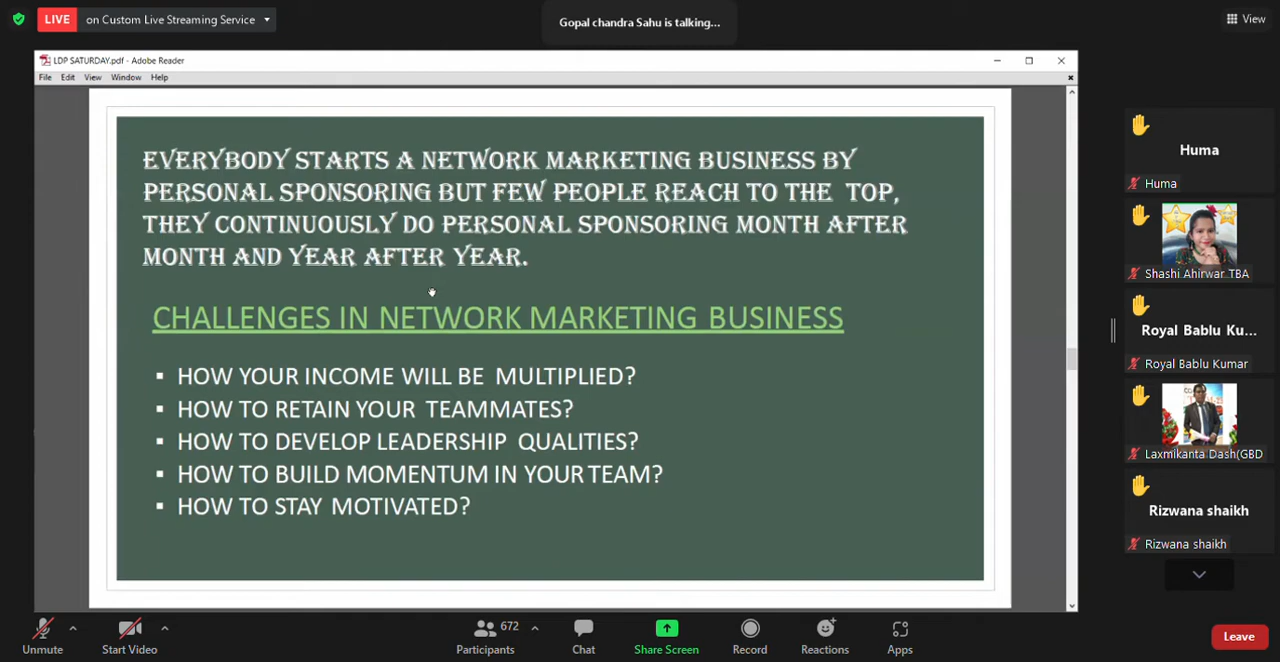 LIVE on Custom Live Streaming Service
Gopal chandra Sahu is talking...
View
LDP SATURDAY.pdf - Adobe Reader
File Edit View Window Help
EVERYBODY STARTS A NETWORK MARKETING BUSINESS BY
PERSONAL SPONSORING BUT FEW PEOPLE REACH TO THE TOP,
THEY CONTINUOUSLY DO PERSONAL SPONSORING MONTH AFTER
MONTH AND YEAR AFTER YEAR.
CHALLENGES IN NETWORK MARKETING BUSINESS
▪ HOW YOUR INCOME WILL BE MULTIPLIED?
▪ HOW TO RETAIN YOUR TEAMMATES?
▪ HOW TO DEVELOP LEADERSHIP QUALITIES?
▪ HOW TO BUILD MOMENTUM IN YOUR TEAM?
▪ HOW TO STAY MOTIVATED?
Huma
Huma
Shashi Ahirwar TBA
Royal Bablu Ku...
Royal Bablu Kumar
Laxmikanta Dash(GBD
Rizwana shaikh
Rizwana shaikh
Unmute
Start Video
672
Participants
Chat
Share Screen
Record
Reactions
Apps
Leave